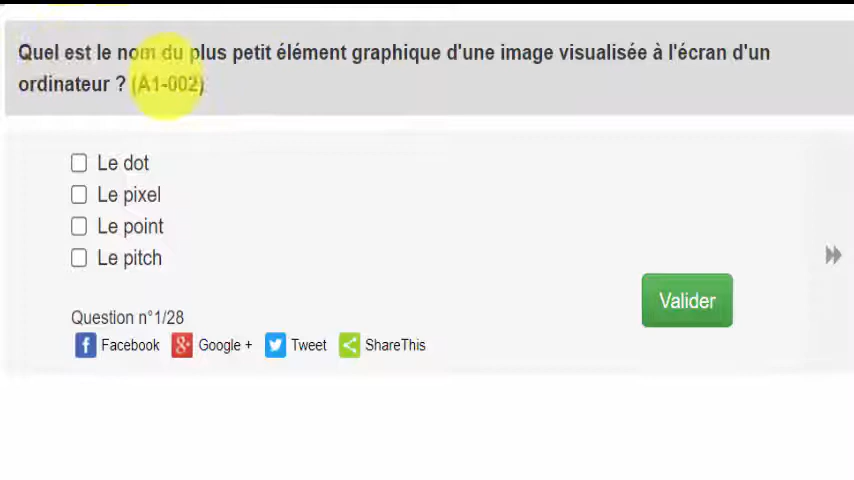 Quel est le nom du plus petit élément graphique d'une image visualisée à l'écran d'un
ordinateur ? (A1-002)
Le dot
Le pixel
Le point
Le pitch
Valider
Question n°1/28
Facebook Google + Tweet ShareThis